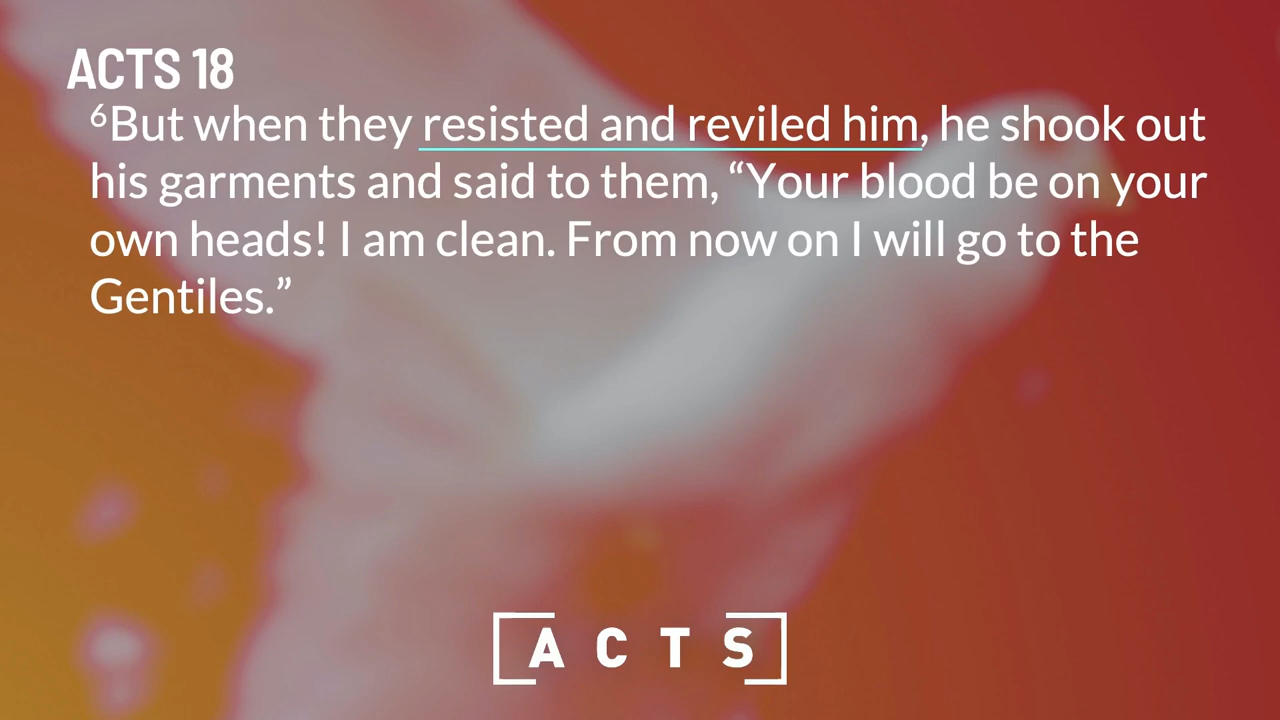 ACTS 18
⁶But when they resisted and reviled him, he shook out
his garments and said to them, “Your blood be on your
own heads! I am clean. From now on I will go to the
Gentiles.”
ACTS